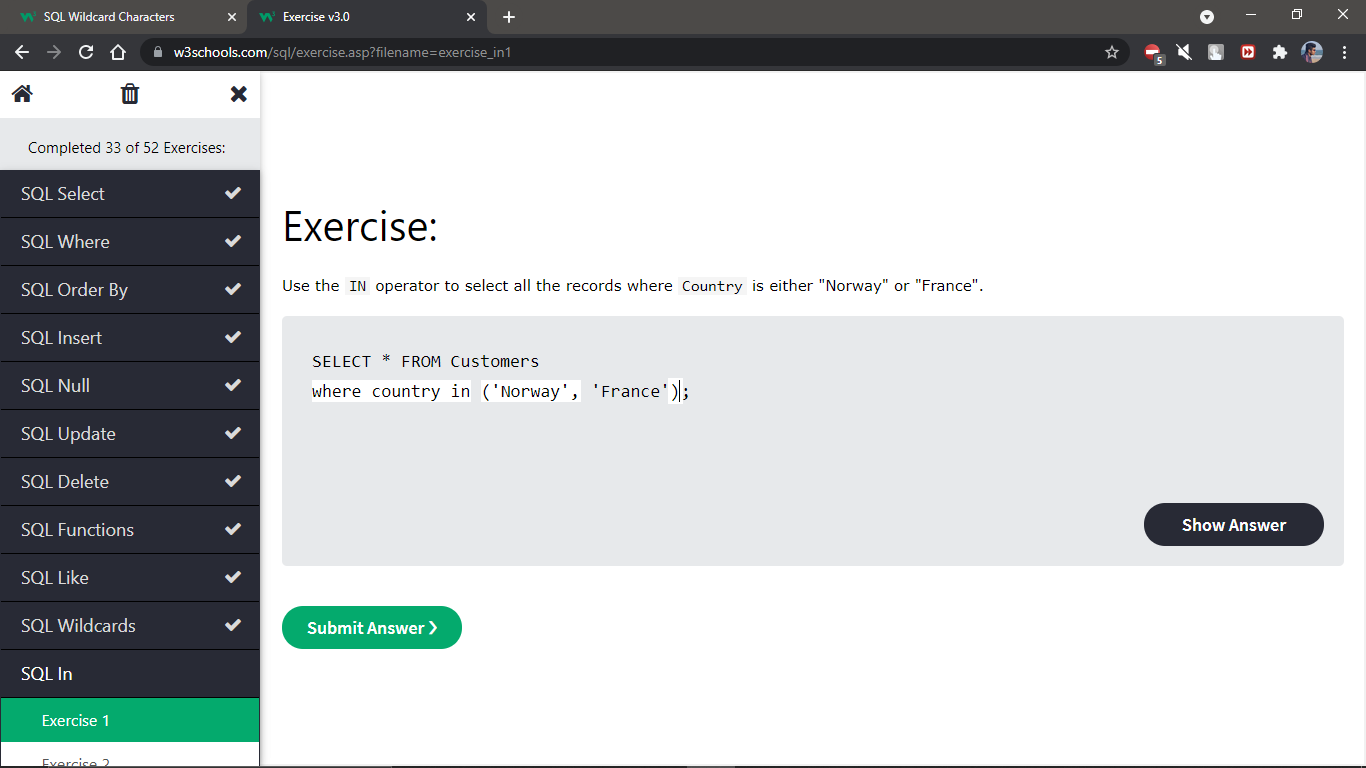 SQL Wildcard Characters
Exercise v3.0
w3schools.com/sql/exercise.asp?filename=exercise_in1
5
Completed 33 of 52 Exercises:
SQL Select
SQL Where
SQL Order By
SQL Insert
SQL Null
SQL Update
SQL Delete
SQL Functions
SQL Like
SQL Wildcards
SQL In
Exercise 1
Exercise 2
Exercise:
Use the IN operator to select all the records where Country is either "Norway" or "France".
SELECT * FROM Customers
where country in ('Norway', 'France');
Show Answer
Submit Answer ❯